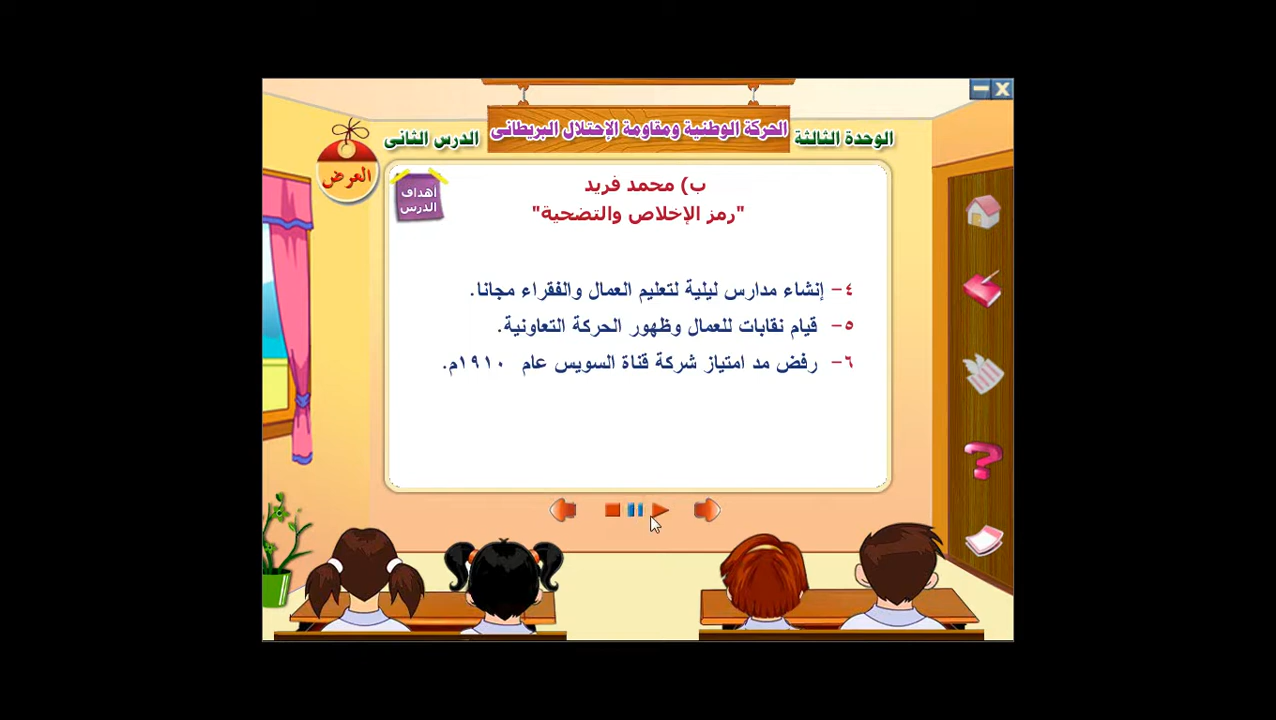 الوحدة الثالثة
الحركة الوطنية ومقاومة الإحتلال البريطانى
الدرس الثانى
العرض
أهداف
الدرس
ب) محمد فريد
"رمز الإخلاص والتضحية"
٤- إنشاء مدارس ليلية لتعليم العمال والفقراء مجانا.
٥- قيام نقابات للعمال وظهور الحركة التعاونية.
٦- رفض مد امتياز شركة قناة السويس عام ١٩١٠م.